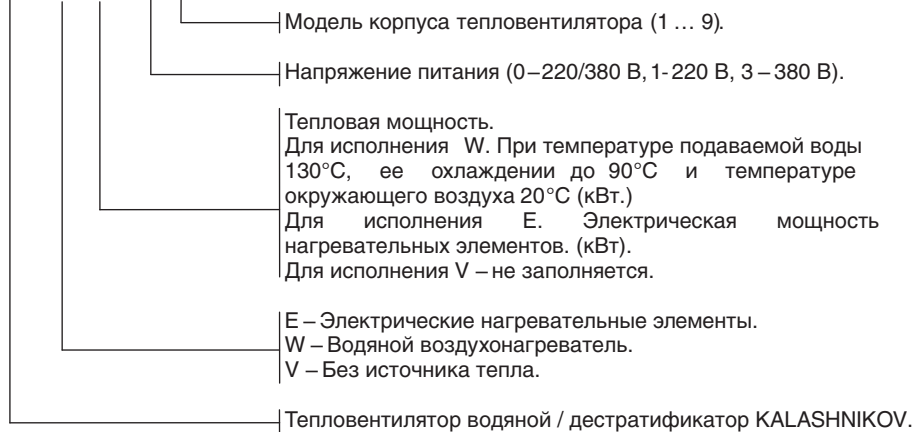 Модель корпуса тепловентилятора (1 ... 9).
Напряжение питания (0–220/380 В, 1- 220 В, 3 – 380 В).
Тепловая мощность.
Для исполнения W. При температуре подаваемой воды
130°С, ее охлаждении до 90°С и температуре
окружающего воздуха 20°С (кВт.)
Для исполнения Е. Электрическая мощность
нагревательных элементов. (кВт).
Для исполнения V – не заполняется.
E – Электрические нагревательные элементы.
W – Водяной воздухонагреватель.
V – Без источника тепла.
Тепловентилятор водяной / дестратификатор KALASHNIKOV.